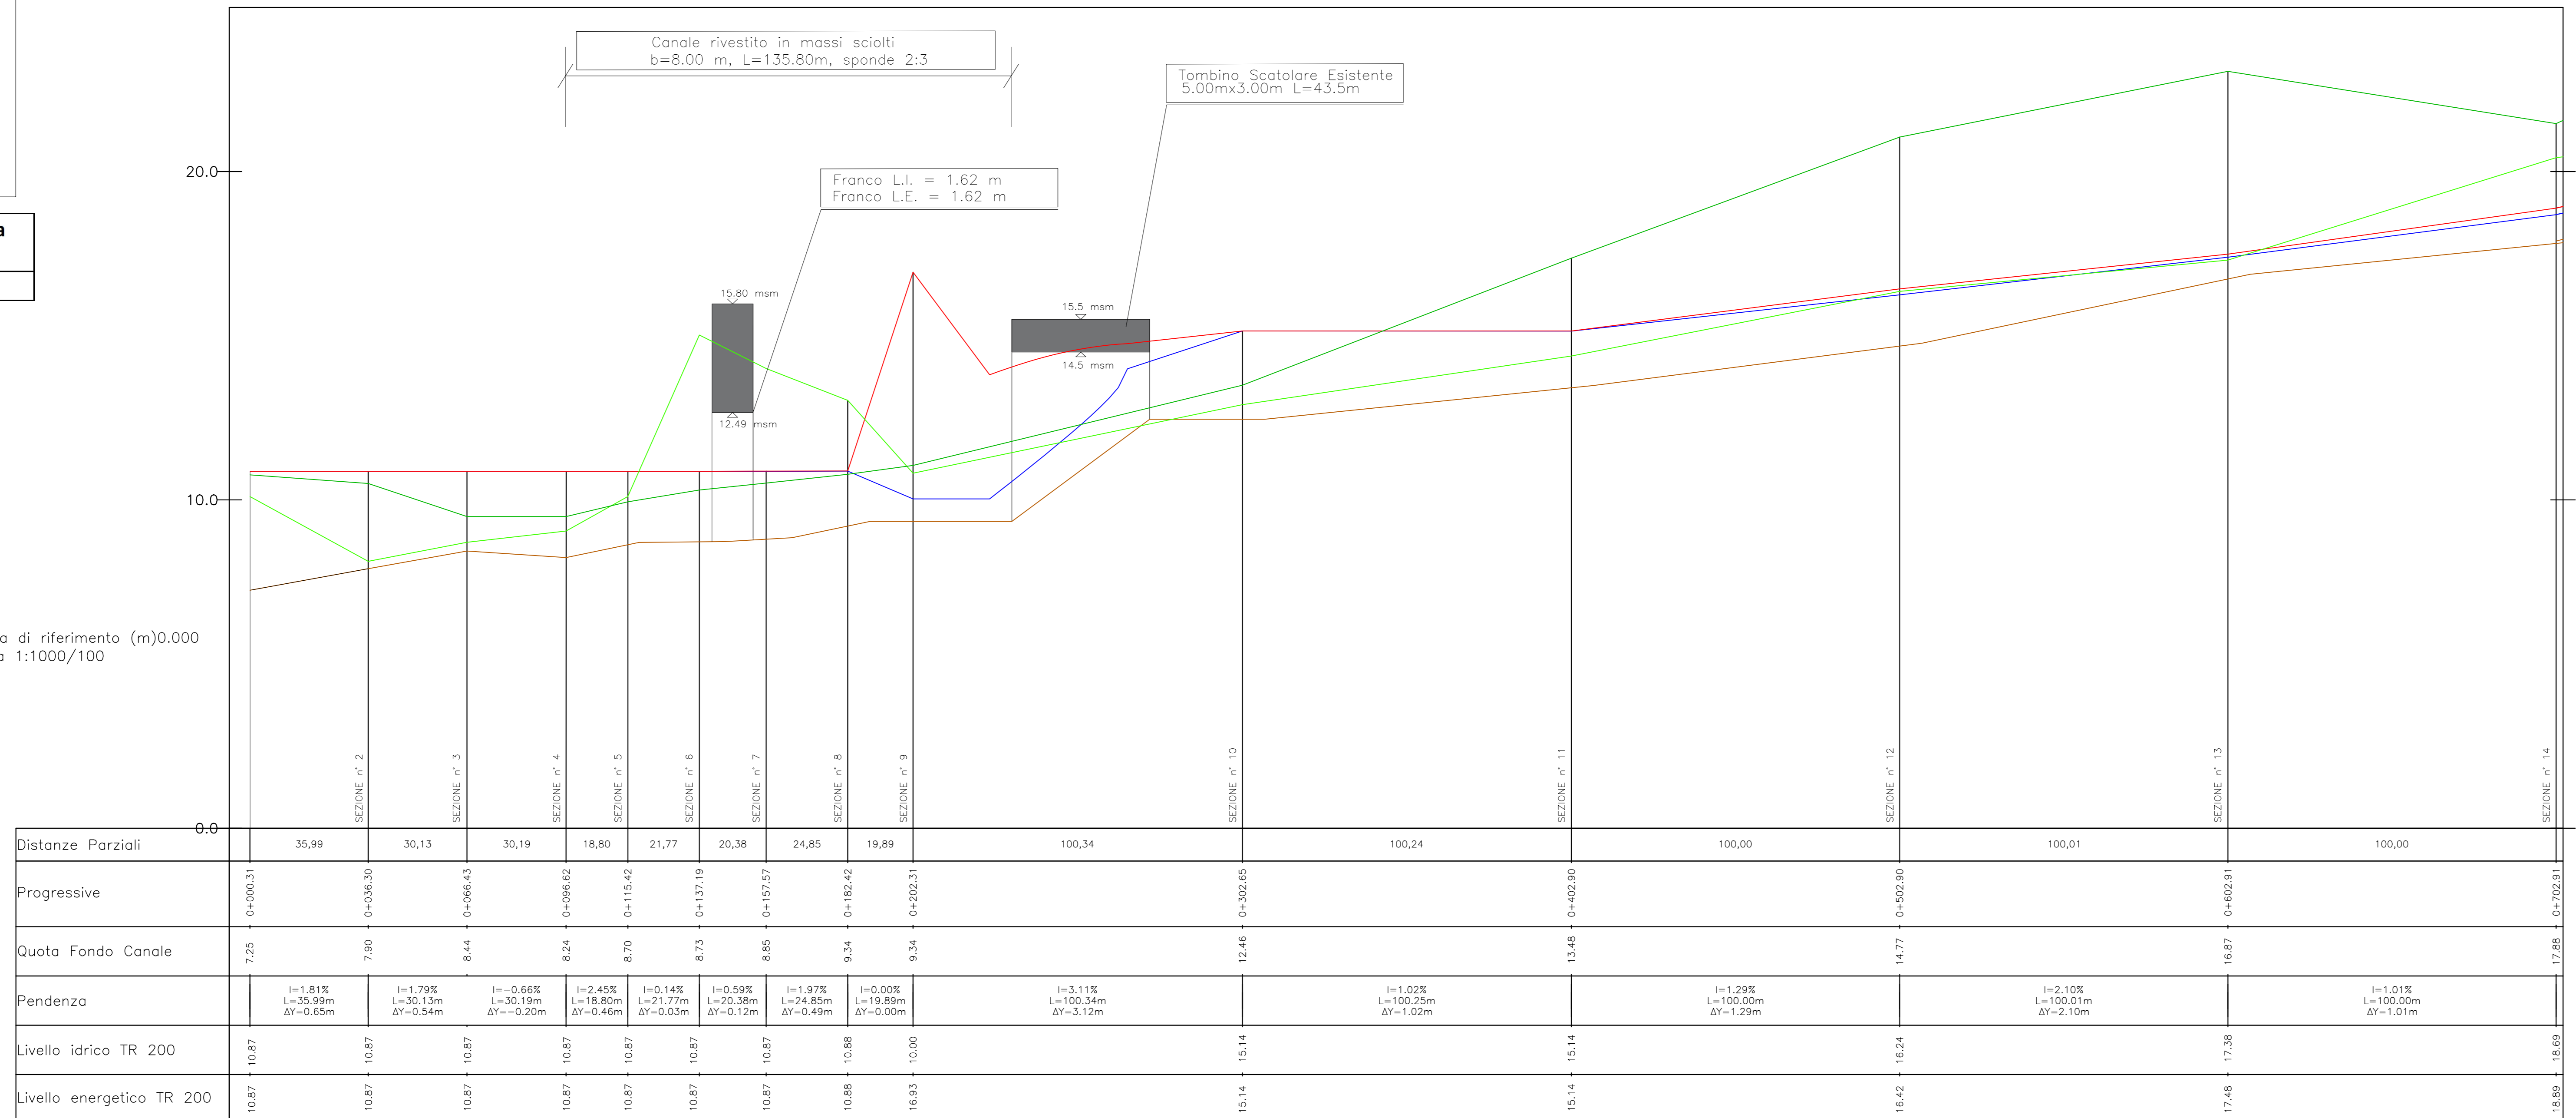 Canale rivestito in massi sciolti
b=8.00 m, L=135.80m, sponde 2:3
Tombino Scatolare Esistente
5.00mx3.00m L=43.5m
Franco L.I. = 1.62 m
Franco L.E. = 1.62 m
a
20.0
15.80 msm
12.49 msm
15.5 msm
14.5 msm
10.0
a di riferimento (m)0.000
a 1:1000/100
0.0
SEZIONE n° 2
SEZIONE n° 3
SEZIONE n° 4
SEZIONE n° 5
SEZIONE n° 6
SEZIONE n° 7
SEZIONE n° 8
SEZIONE n° 9
SEZIONE n° 10
SEZIONE n° 11
SEZIONE n° 12
SEZIONE n° 13
SEZIONE n° 14
Distanze Parziali 35,99 30,13 30,19 18,80 21,77 20,38 24,85 19,89 100,34 100,24 100,00 100,01 100,00
Progressive 0+000.31 0+036.30 0+066.43 0+096.62 0+115.42 0+137.19 0+157.57 0+182.42 0+202.31 0+302.65 0+402.90 0+502.90 0+602.91 0+702.91
Quota Fondo Canale 7.25 7.90 8.44 8.24 8.70 8.73 8.85 9.34 9.34 12.46 13.48 14.77 16.87 17.88
Pendenza
I=1.81% I=1.79% I=-0.66% I=2.45% I=0.14% I=0.59% I=1.97% I=0.00% I=3.11% I=1.02% I=1.29% I=2.10% I=1.01%
L=35.99m L=30.13m L=30.19m L=18.80m L=21.77m L=20.38m L=24.85m L=19.89m L=100.34m L=100.25m L=100.00m L=100.01m L=100.00m
ΔY=0.65m ΔY=0.54m ΔY=-0.20m ΔY=0.46m ΔY=0.03m ΔY=0.12m ΔY=0.49m ΔY=0.00m ΔY=3.12m ΔY=1.02m ΔY=1.29m ΔY=2.10m ΔY=1.01m
Livello idrico TR 200 10.87 10.87 10.87 10.87 10.87 10.87 10.87 10.88 10.00 15.14 15.14 16.24 17.38 18.69
Livello energetico TR 200 10.87 10.87 10.87 10.87 10.87 10.87 10.87 10.88 16.93 15.14 15.14 16.42 17.48 18.89